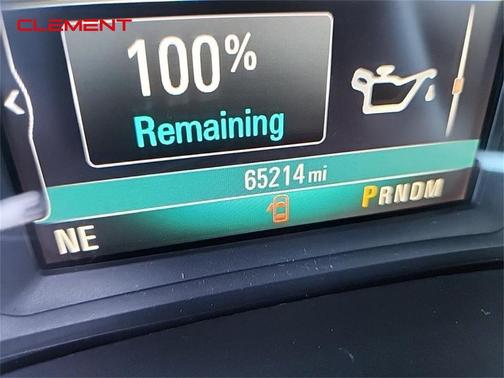 CLEMENT
100%
Remaining
65214 mi
NE
PRNDM